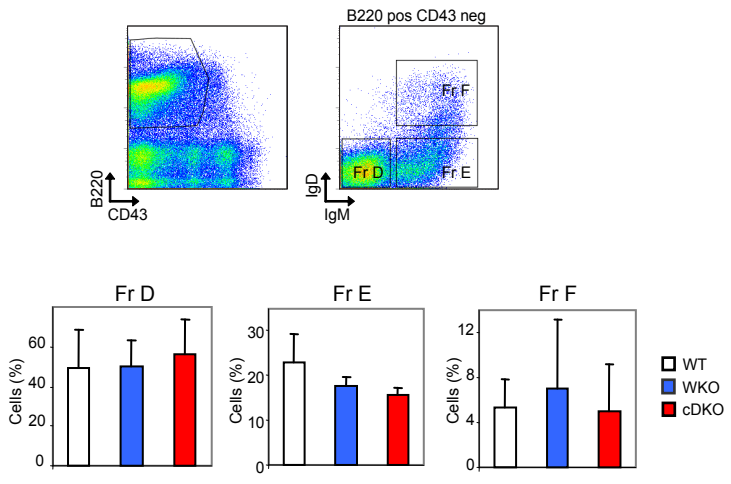 B220 pos CD43 neg
Fr F
Fr D
Fr E
B220
CD43
IgD
IgM
Fr D
Fr E
Fr F
Cells (%)
60
40
20
0
Cells (%)
30
20
10
0
Cells (%)
12
8
4
0
WT
WKO
cDKO